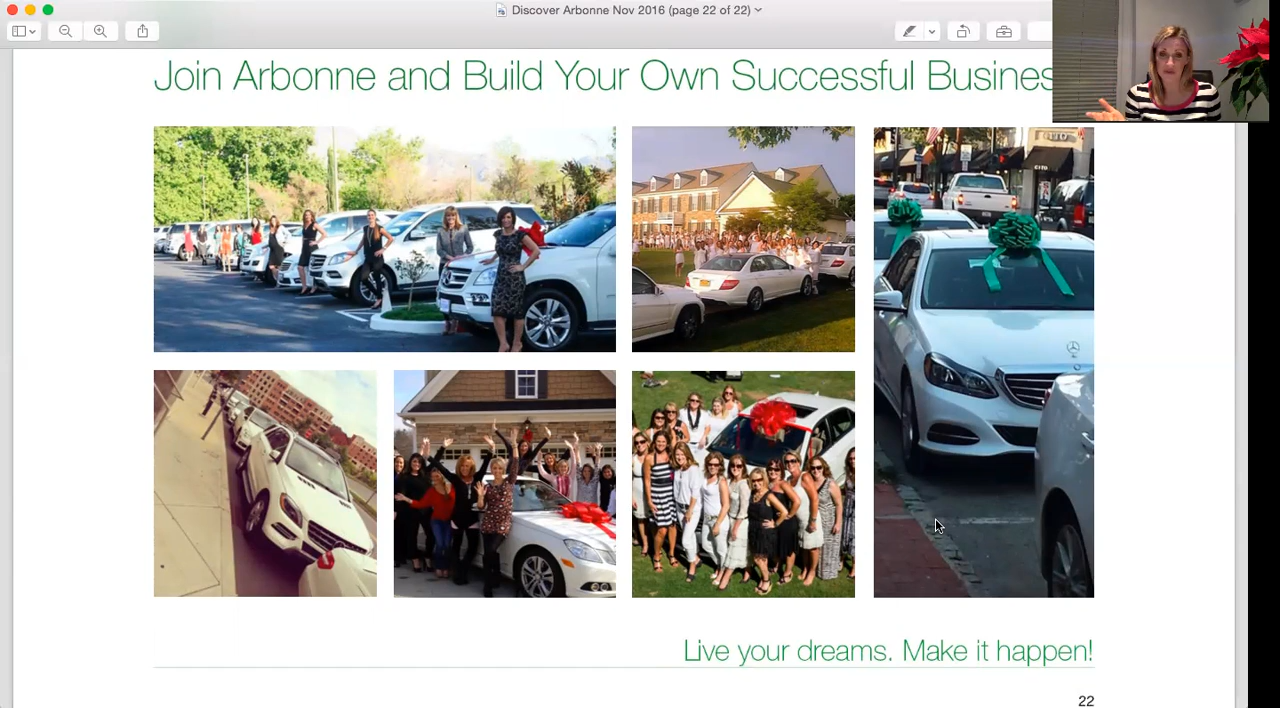 Discover Arbonne Nov 2016 (page 22 of 22)
Join Arbonne and Build Your Own Successful Busines
Live your dreams. Make it happen!
22